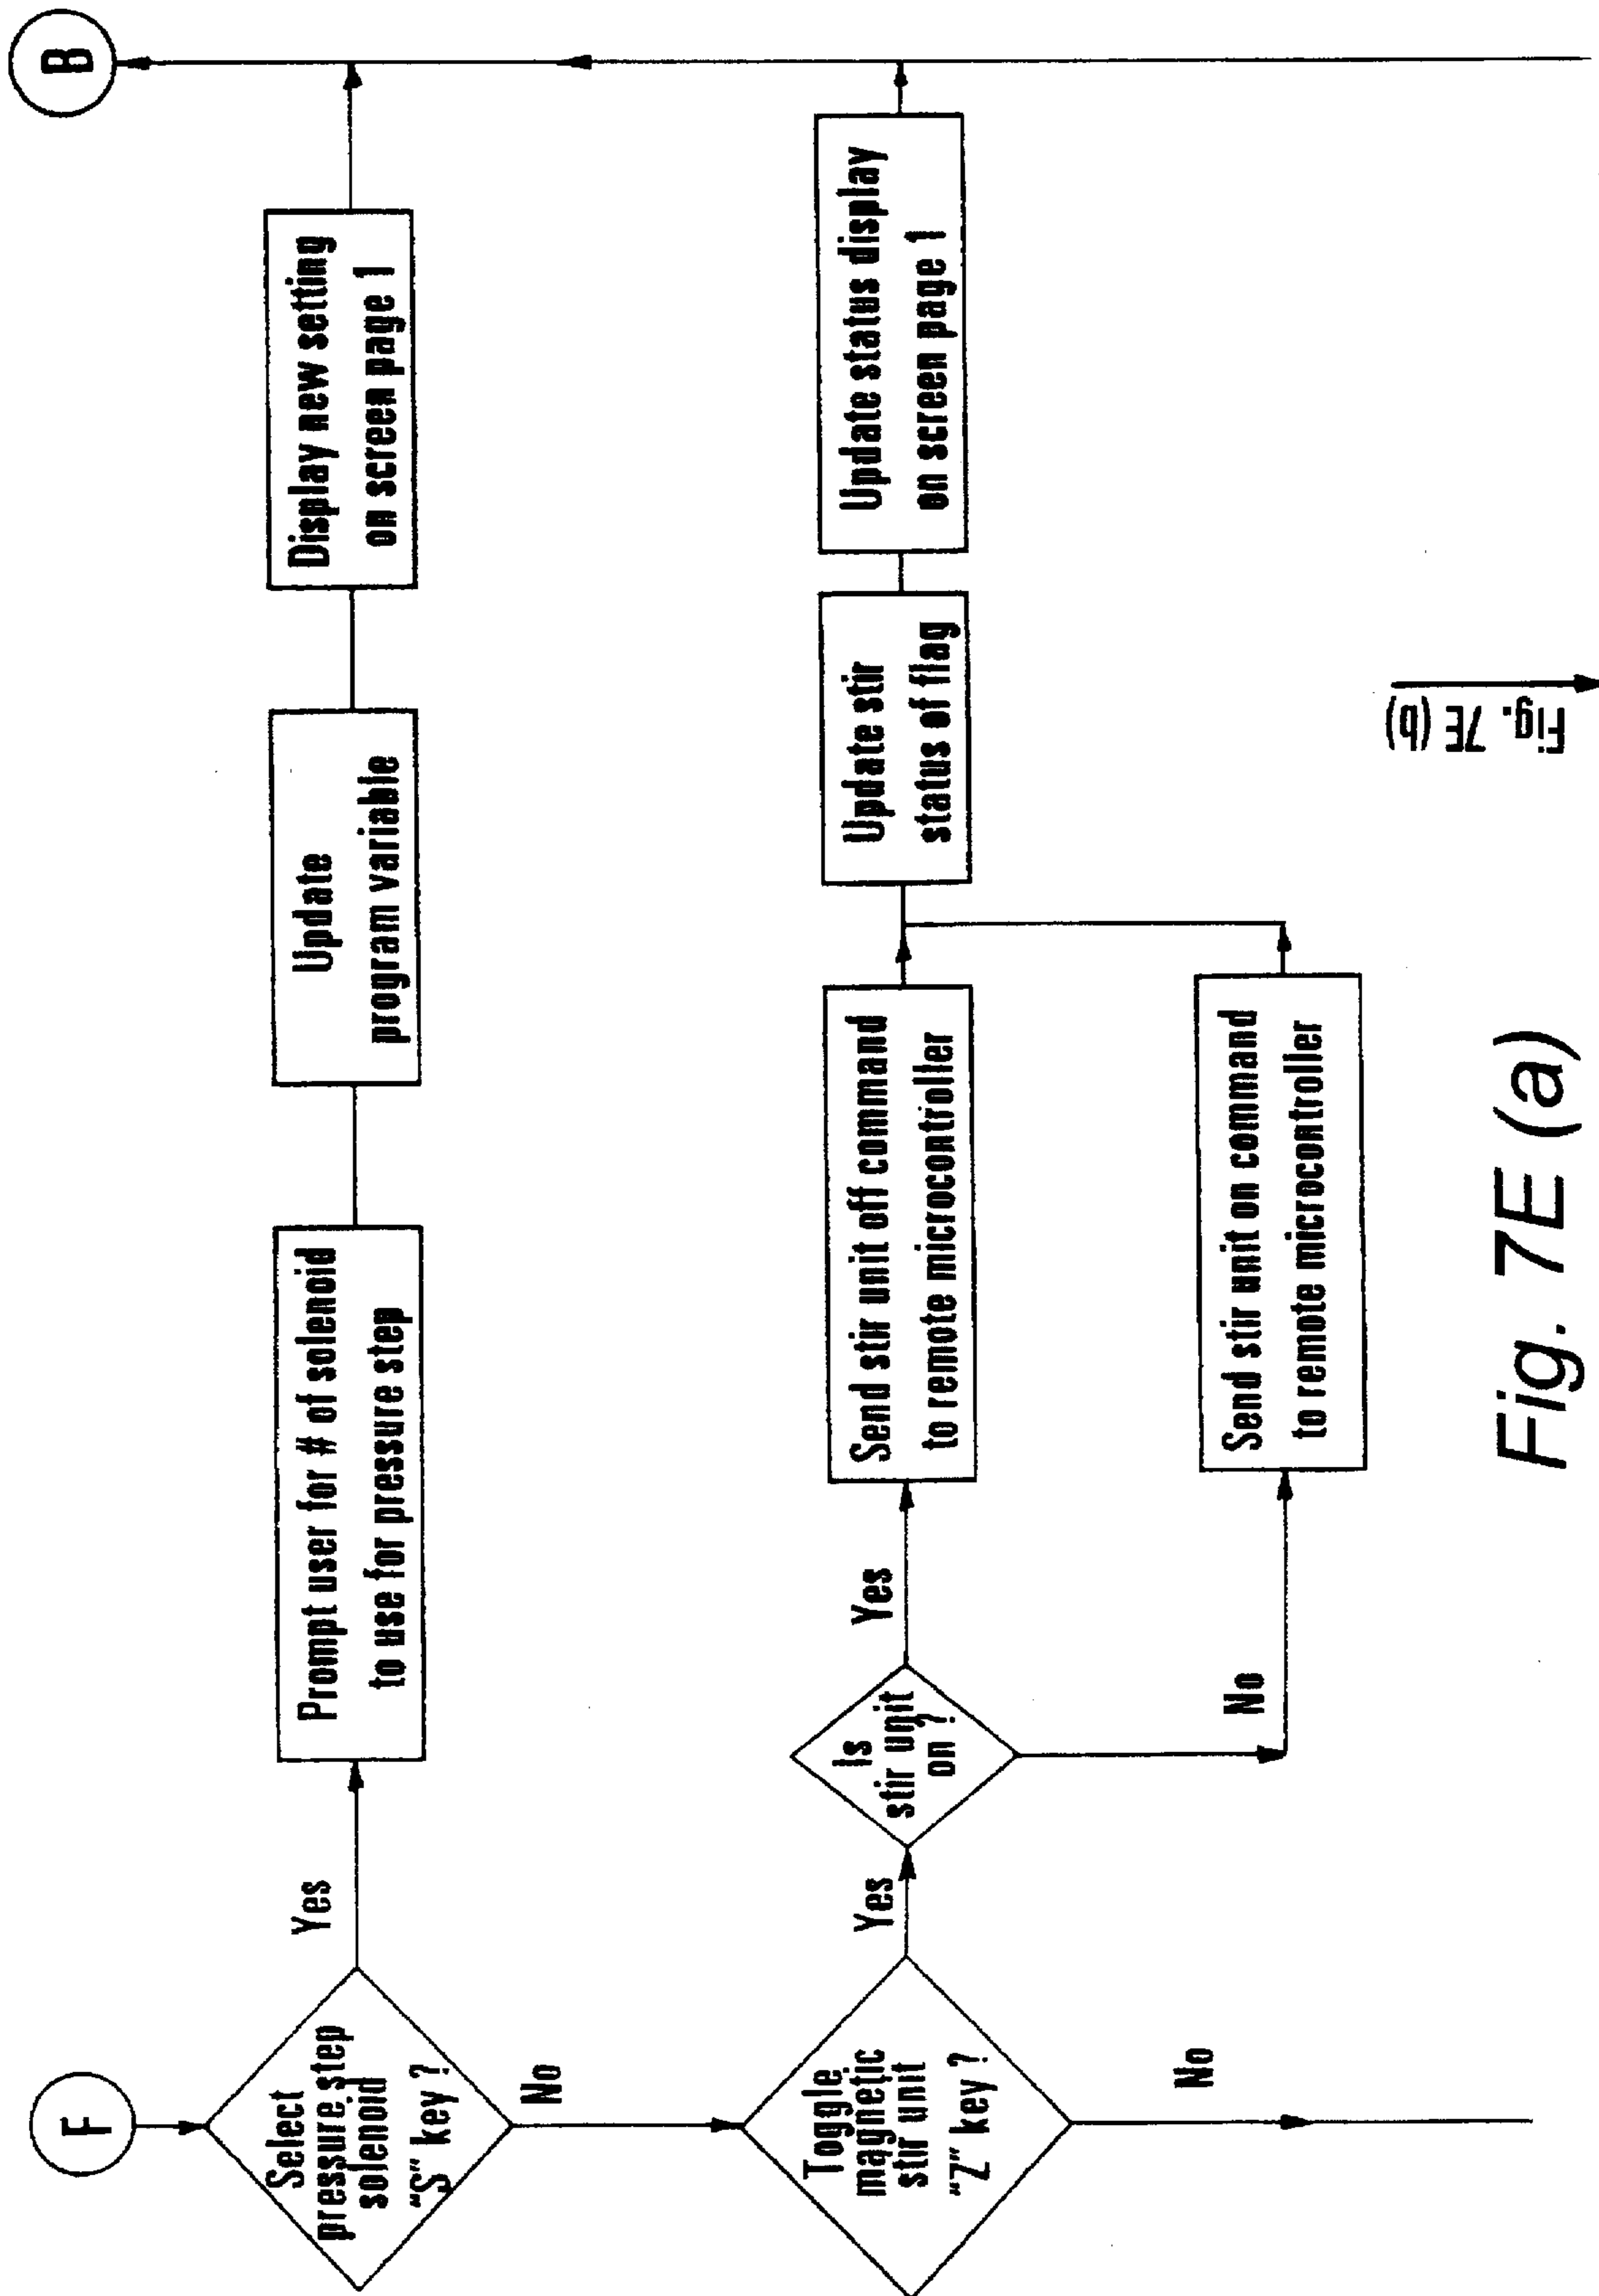 F
Select
pressure step
solenoid
"S" key ?
Yes
Prompt user for # of solenoid
to use for pressure step
Update
program variable
Display new setting
on screen page 1
B
No
Toggle
magnetic
stir unit
"Z" key ?
Yes
Is
stir unit
on ?
Yes
Send stir unit off command
to remote microcontroller
Update stir
status of flag
Update status display
on screen page 1
No
Send stir unit on command
to remote microcontroller
No
Fig. 7E (b)
Fig. 7E (a)